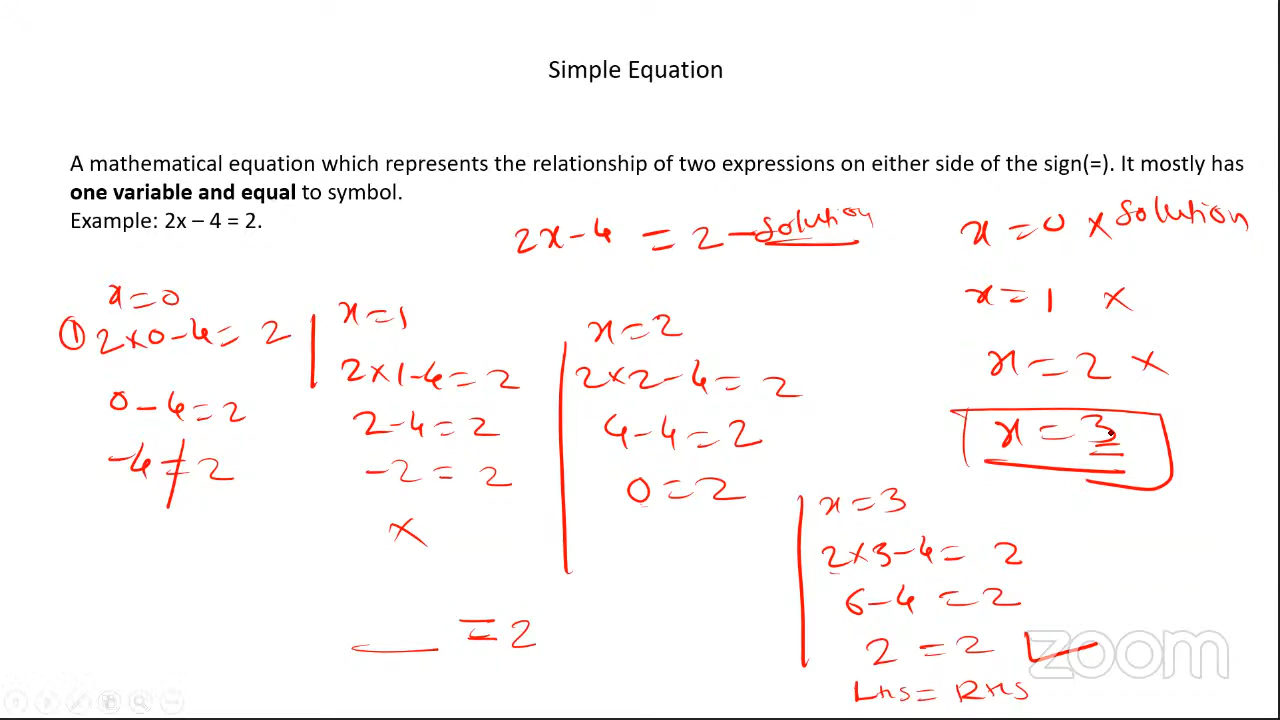 Simple Equation
A mathematical equation which represents the relationship of two expressions on either side of the sign(=). It mostly has
one variable and equal to symbol.
Example: 2x – 4 = 2.
2x-4 = 2 - solution
x=0
① 2×0-4= 2
0-4=2
-4≠2
x=1
2×1-4=2
2-4=2
-2=2
×
x=2
2×2-4=2
4-4=2
0=2
x=0 × solution
x=1 ×
x=2 ×
x=3
x=3
2×3-4= 2
6-4=2
2=2 ✓
LHS= RHS
__ =2
zoom